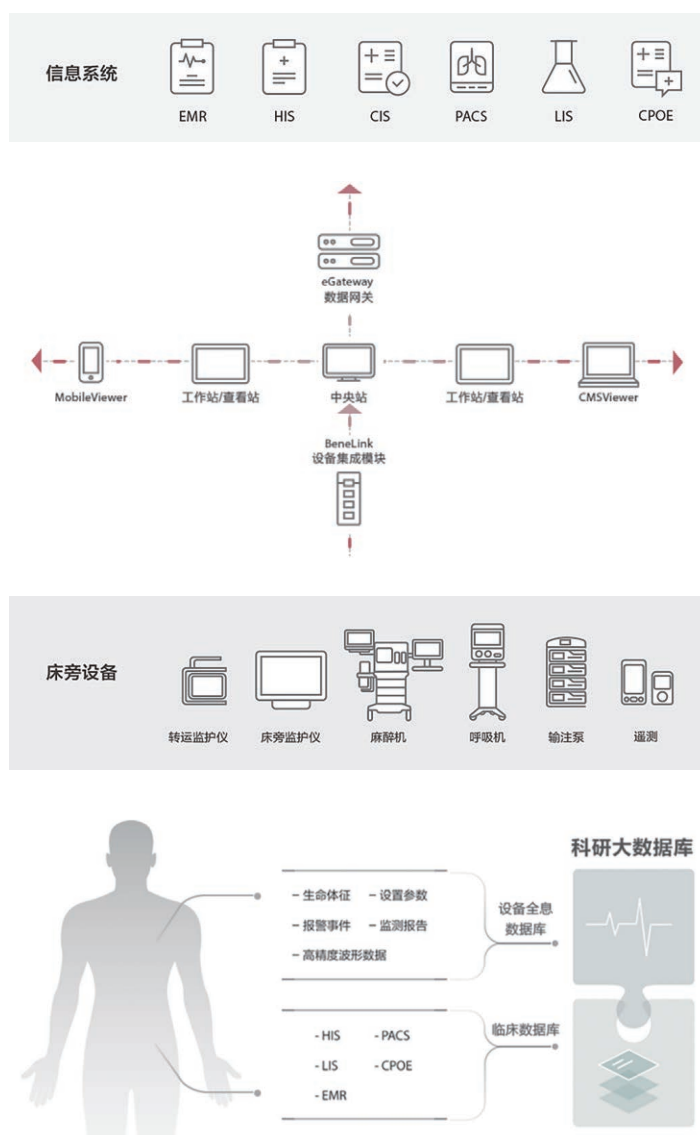 信息系统
EMR
HIS
CIS
PACS
LIS
CPOE
eGateway
数据网关
MobileViewer
工作站/查看站
中央站
工作站/查看站
CMSViewer
BeneLink
设备集成模块
床旁设备
转运监护仪
床旁监护仪
麻醉机
呼吸机
输注泵
遥测
科研大数据库
- 生命体征 - 设置参数
- 报警事件 - 监测报告
- 高精度波形数据
设备全息
数据库
- HIS - PACS
- LIS - CPOE
- EMR
临床数据库